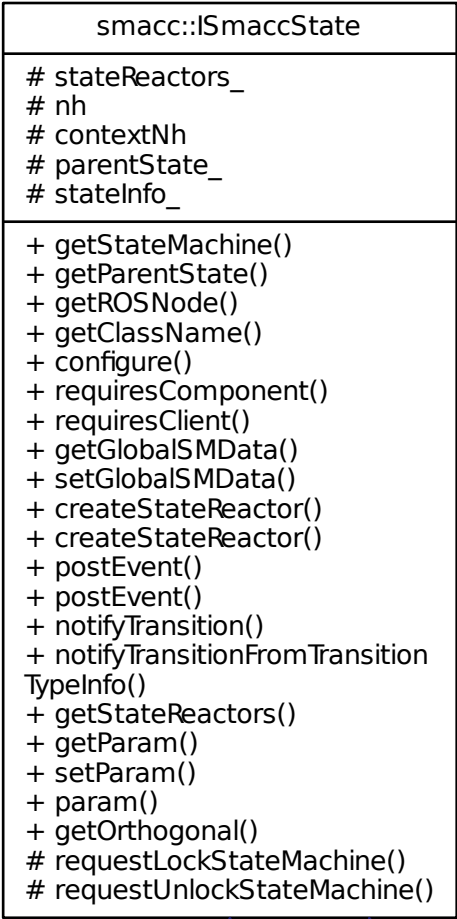 smacc::ISmaccState
# stateReactors_
# nh
# contextNh
# parentState_
# stateInfo_
+ getStateMachine()
+ getParentState()
+ getROSNode()
+ getClassName()
+ configure()
+ requiresComponent()
+ requiresClient()
+ getGlobalSMData()
+ setGlobalSMData()
+ createStateReactor()
+ createStateReactor()
+ postEvent()
+ postEvent()
+ notifyTransition()
+ notifyTransitionFromTransition
TypeInfo()
+ getStateReactors()
+ getParam()
+ setParam()
+ param()
+ getOrthogonal()
# requestLockStateMachine()
# requestUnlockStateMachine()